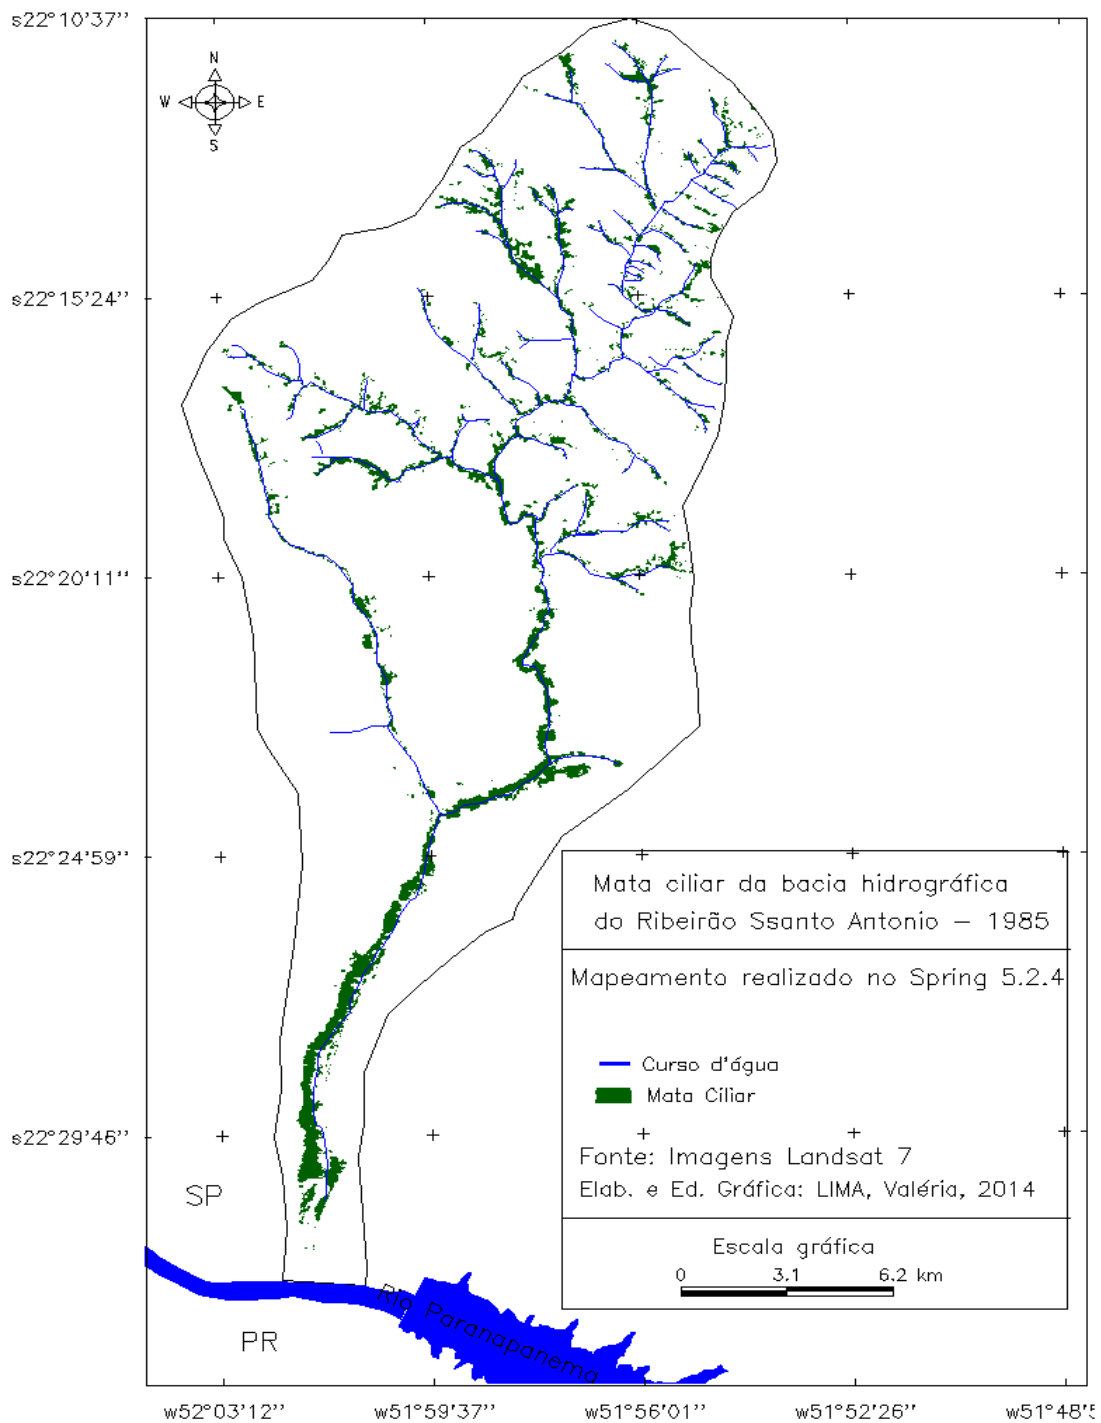 s22°10'37''
N
W E
S
s22°15'24''
s22°20'11''
s22°24'59''
Mata ciliar da bacia hidrográfica
do Ribeirão Ssanto Antonio – 1985
Mapeamento realizado no Spring 5.2.4
Curso d'água
Mata Ciliar
s22°29'46''
Fonte: Imagens Landsat 7
Elab. e Ed. Gráfica: LIMA, Valéria, 2014
SP
Escala gráfica
0 3.1 6.2 km
Rio Paranapanema
PR
w52°03'12'' w51°59'37'' w51°56'01'' w51°52'26'' w51°48'5